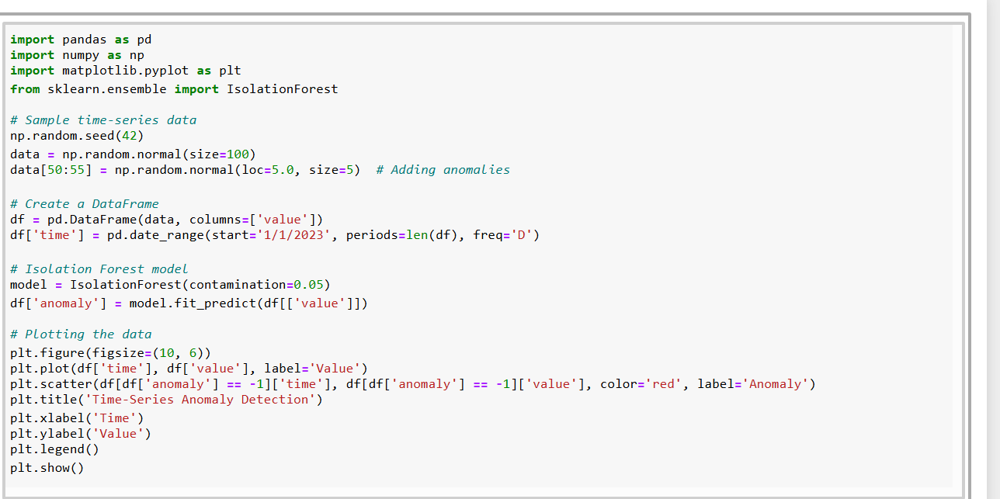 import pandas as pd
import numpy as np
import matplotlib.pyplot as plt
from sklearn.ensemble import IsolationForest
# Sample time-series data
np.random.seed(42)
data = np.random.normal(size=100)
data[50:55] = np.random.normal(loc=5.0, size=5)  # Adding anomalies
# Create a DataFrame
df = pd.DataFrame(data, columns=['value'])
df['time'] = pd.date_range(start='1/1/2023', periods=len(df), freq='D')
# Isolation Forest model
model = IsolationForest(contamination=0.05)
df['anomaly'] = model.fit_predict(df[['value']])
# Plotting the data
plt.figure(figsize=(10, 6))
plt.plot(df['time'], df['value'], label='Value')
plt.scatter(df[df['anomaly'] == -1]['time'], df[df['anomaly'] == -1]['value'], color='red', label='Anomaly')
plt.title('Time-Series Anomaly Detection')
plt.xlabel('Time')
plt.ylabel('Value')
plt.legend()
plt.show()